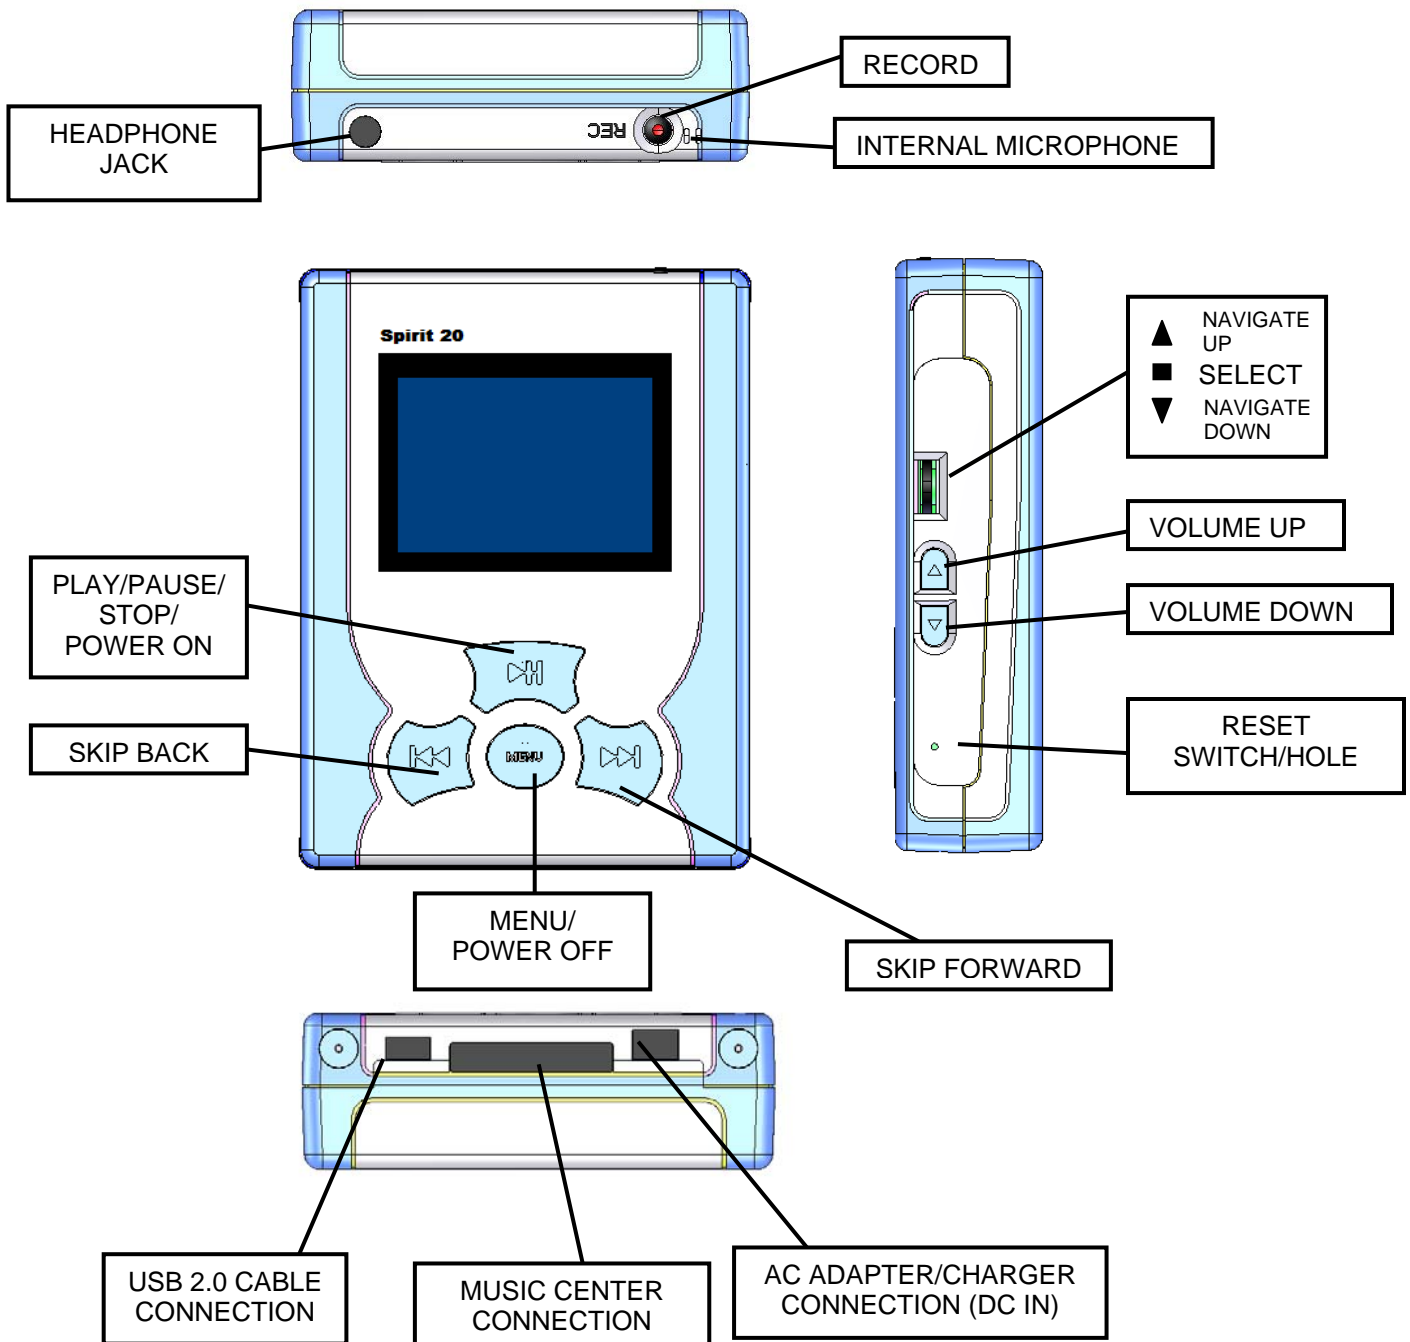 RECORD
HEADPHONE
JACK
REC
INTERNAL MICROPHONE
Spirit 20
NAVIGATE
UP
SELECT
NAVIGATE
DOWN
VOLUME UP
PLAY/PAUSE/
STOP/
POWER ON
VOLUME DOWN
SKIP BACK
MENU
RESET
SWITCH/HOLE
MENU/
POWER OFF
SKIP FORWARD
USB 2.0 CABLE
CONNECTION
MUSIC CENTER
CONNECTION
AC ADAPTER/CHARGER
CONNECTION (DC IN)